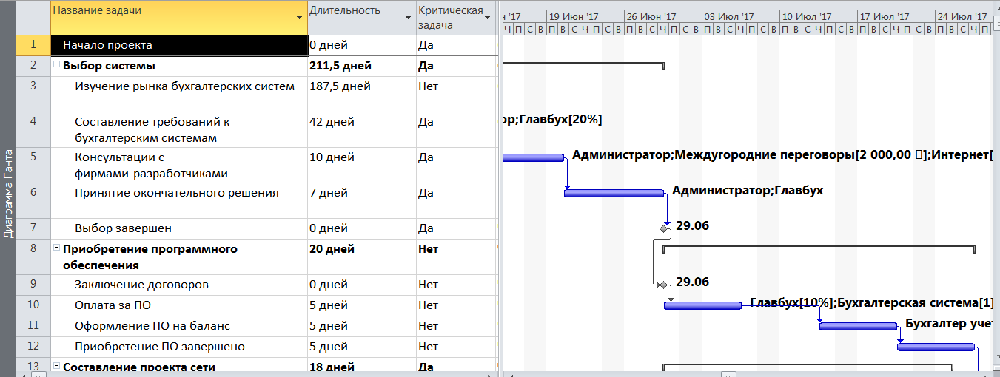 Название задачи Длительность Критическая задача
н '17 19 Июн '17 26 Июн '17 03 Июл '17 10 Июл '17 17 Июл '17 24 Июл '17
Ч П С В П В С Ч П С В П В С Ч П С В П В С Ч П С В П В С Ч П С В П В С Ч П С В П В С Ч П
Диаграмма Ганта
1 Начало проекта 0 дней Да
2 Выбор системы 211,5 дней Да
3 Изучение рынка бухгалтерских систем 187,5 дней Нет
4 Составление требований к бухгалтерским системам 42 дней Да
ор;Главбух[20%]
5 Консультации с фирмами-разработчиками 10 дней Да
Администратор;Междугородние переговоры[2 000,00 ];Интернет[
6 Принятие окончательного решения 7 дней Да
Администратор;Главбух
7 Выбор завершен 0 дней Да
29.06
8 Приобретение программного обеспечения 20 дней Нет
9 Заключение договоров 0 дней Нет
29.06
10 Оплата за ПО 5 дней Нет
Главбух[10%];Бухгалтерская система[1]
11 Оформление ПО на баланс 5 дней Нет
Бухгалтер учет
12 Приобретение ПО завершено 5 дней Нет
13 Составление проекта сети 18 дней Да